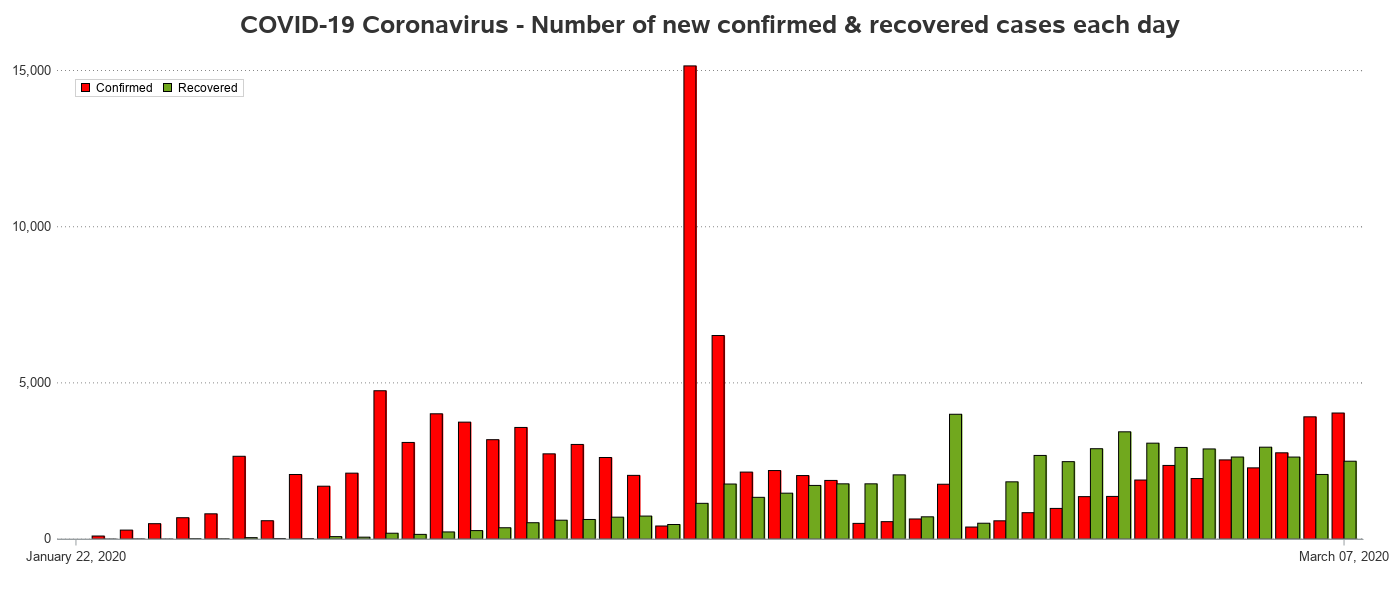 COVID-19 Coronavirus - Number of new confirmed & recovered cases each day
15,000
Confirmed Recovered
10,000
5,000
0
January 22, 2020 March 07, 2020